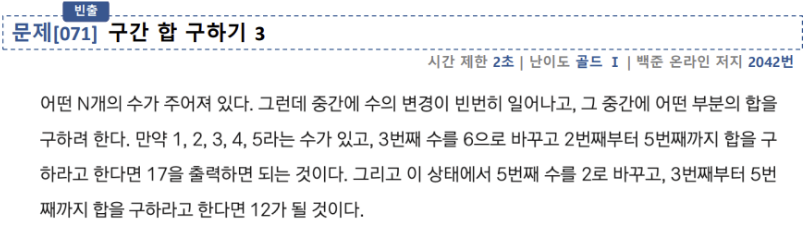 빈출
문제[071] 구간 합 구하기 3
시간 제한 2초 | 난이도 골드 Ⅰ | 백준 온라인 저지 2042번
어떤 N개의 수가 주어져 있다. 그런데 중간에 수의 변경이 빈번히 일어나고, 그 중간에 어떤 부분의 합을
구하려 한다. 만약 1, 2, 3, 4, 5라는 수가 있고, 3번째 수를 6으로 바꾸고 2번째부터 5번째까지 합을 구
하라고 한다면 17을 출력하면 되는 것이다. 그리고 이 상태에서 5번째 수를 2로 바꾸고, 3번째부터 5번
째까지 합을 구하라고 한다면 12가 될 것이다.